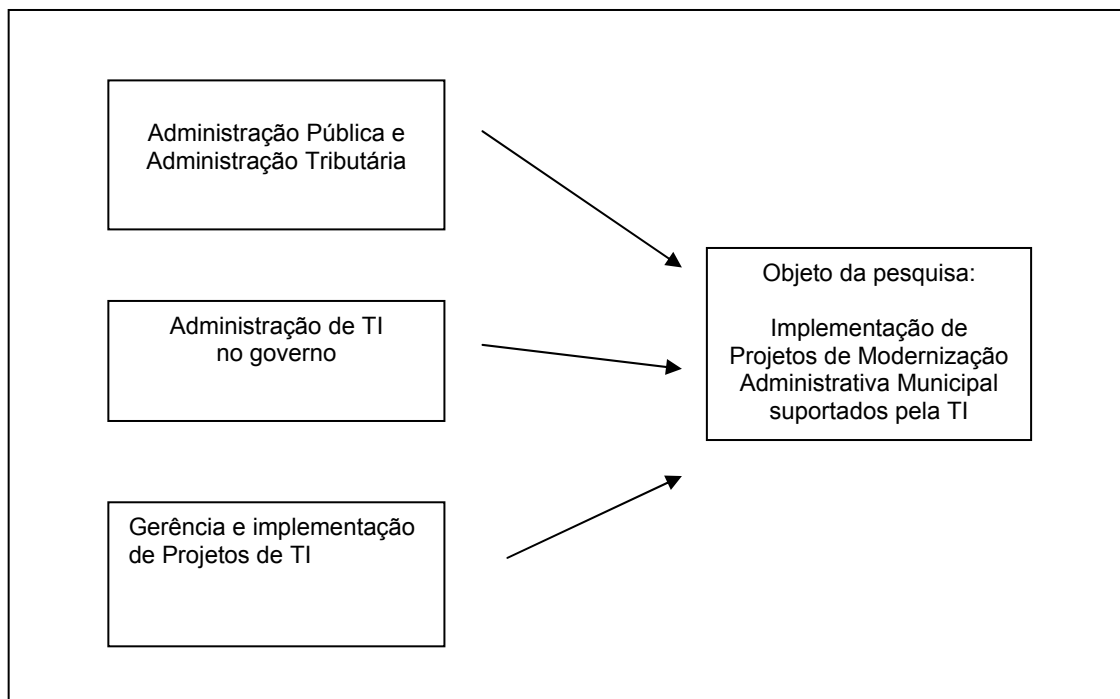 Administração Pública e
Administração Tributária
Administração de TI
no governo
Gerência e implementação
de Projetos de TI
Objeto da pesquisa:
Implementação de
Projetos de Modernização
Administrativa Municipal
suportados pela TI